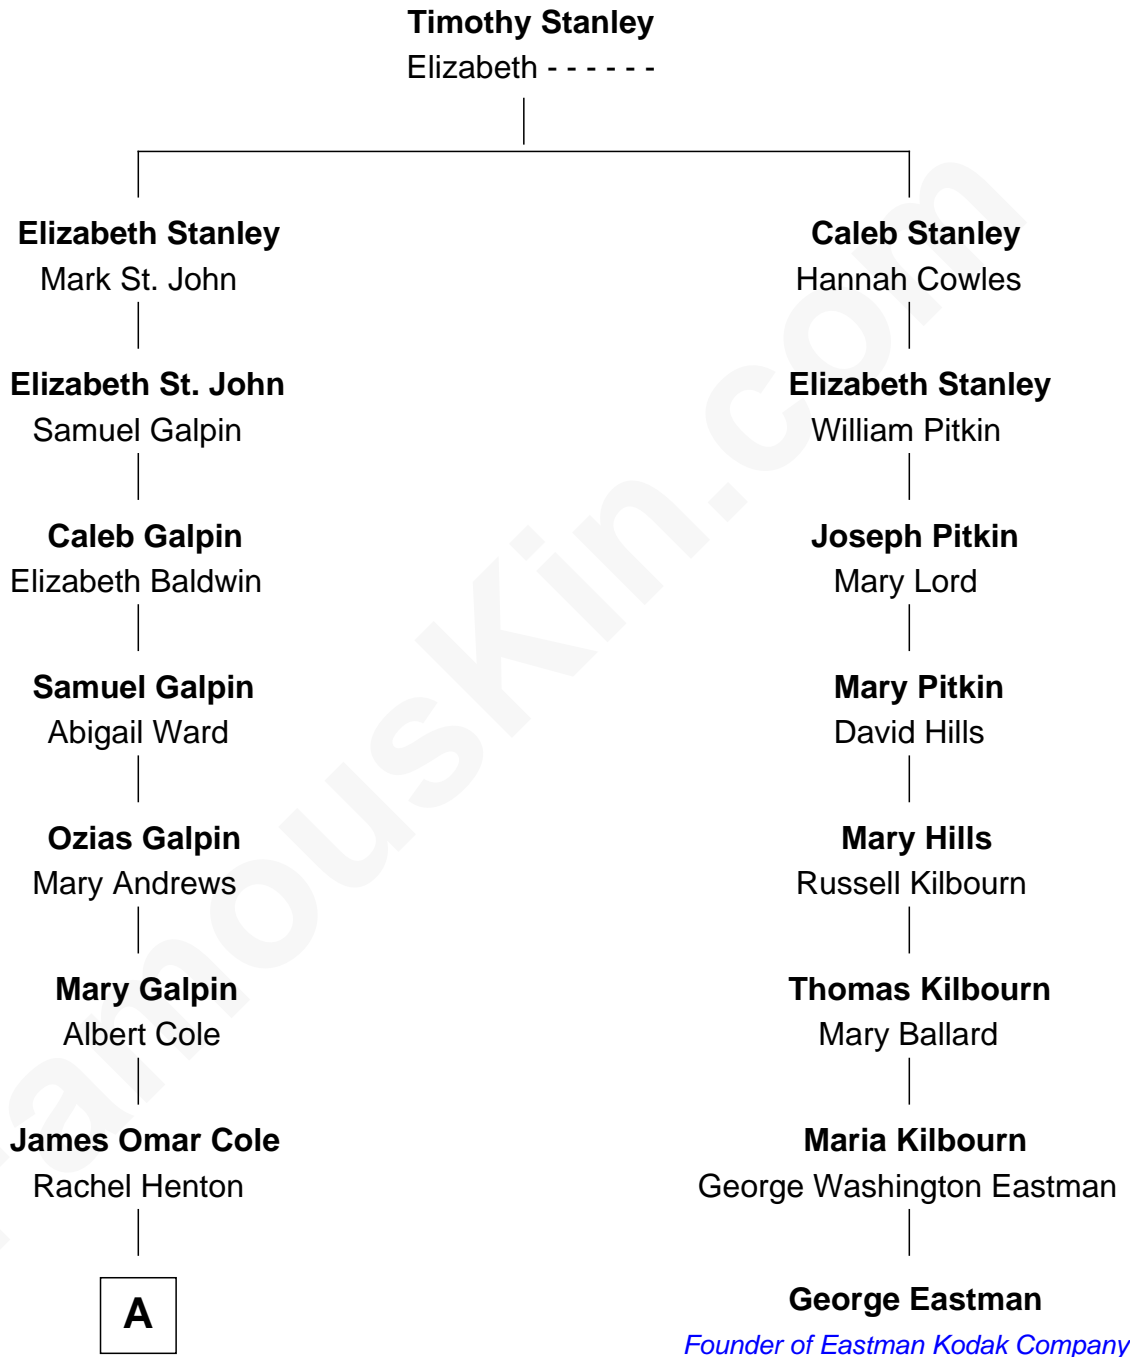 Timothy Stanley
Elizabeth - - - - - -
Elizabeth Stanley
Mark St. John
Caleb Stanley
Hannah Cowles
Elizabeth St. John
Samuel Galpin
Elizabeth Stanley
William Pitkin
Caleb Galpin
Elizabeth Baldwin
Joseph Pitkin
Mary Lord
Samuel Galpin
Abigail Ward
Mary Pitkin
David Hills
Ozias Galpin
Mary Andrews
Mary Hills
Russell Kilbourn
Mary Galpin
Albert Cole
Thomas Kilbourn
Mary Ballard
James Omar Cole
Rachel Henton
Maria Kilbourn
George Washington Eastman
A
George Eastman
Founder of Eastman Kodak Company
FamousKin.com